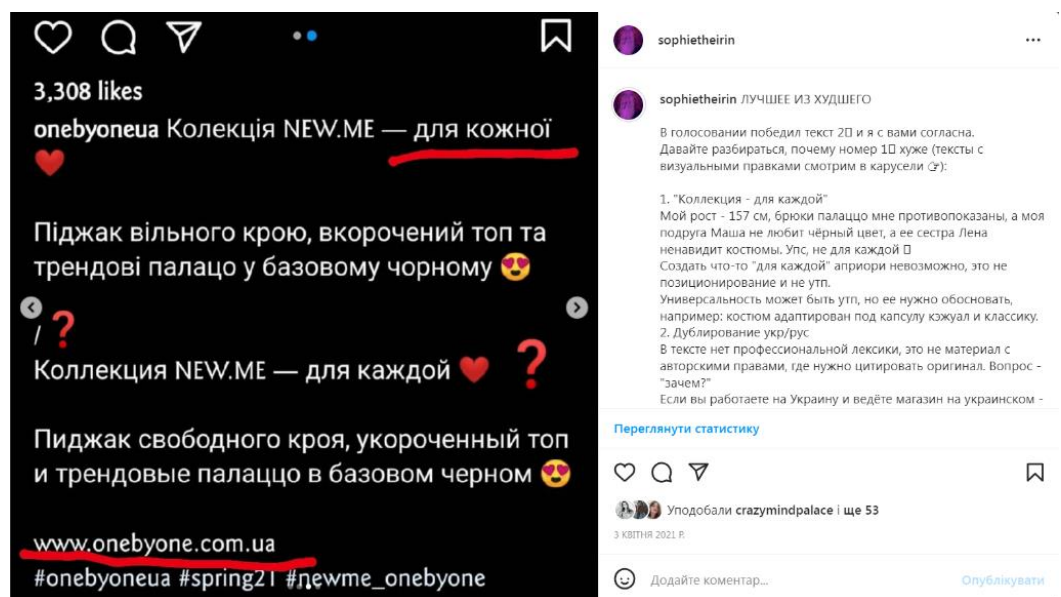 3,308 likes
onebyoneua Колекція NEW.ME — для кожної
❤️
Піджак вільного крою, вкорочений топ та
трендові палацо у базовому чорному 😍
/ ❓
Коллекция NEW.ME — для каждой ❤️ ❓
Пиджак свободного кроя, укороченный топ
и трендовые палаццо в базовом черном 😍
www.onebyone.com.ua
#onebyoneua #spring21 #newme_onebyone
sophietheirin
sophietheirin ЛУЧШЕЕ ИЗ ХУДШЕГО
В голосовании победил текст 2▯ и я с вами согласна.
Давайте разбираться, почему номер 1▯ хуже (тексты с
визуальными правками смотрим в карусели 👉):
1. "Коллекция - для каждой"
Мой рост - 157 см, брюки палаццо мне противопоказаны, а моя
подруга Маша не любит чёрный цвет, а ее сестра Лена
ненавидит костюмы. Упс, не для каждой ▯
Создать что-то "для каждой" априори невозможно, это не
позиционирование и не утп.
Универсальность может быть утп, но ее нужно обосновать,
например: костюм адаптирован под капсулу кэжуал и классику.
2. Дублирование укр/рус
В тексте нет профессиональной лексики, это не материал с
авторскими правами, где нужно цитировать оригинал. Вопрос -
"зачем?"
Если вы работаете на Украину и ведёте магазин на украинском -
Переглянути статистику
Уподобали crazymindpalace і ще 53
3 КВІТНЯ 2021 Р.
Додайте коментар...
Опублікувати